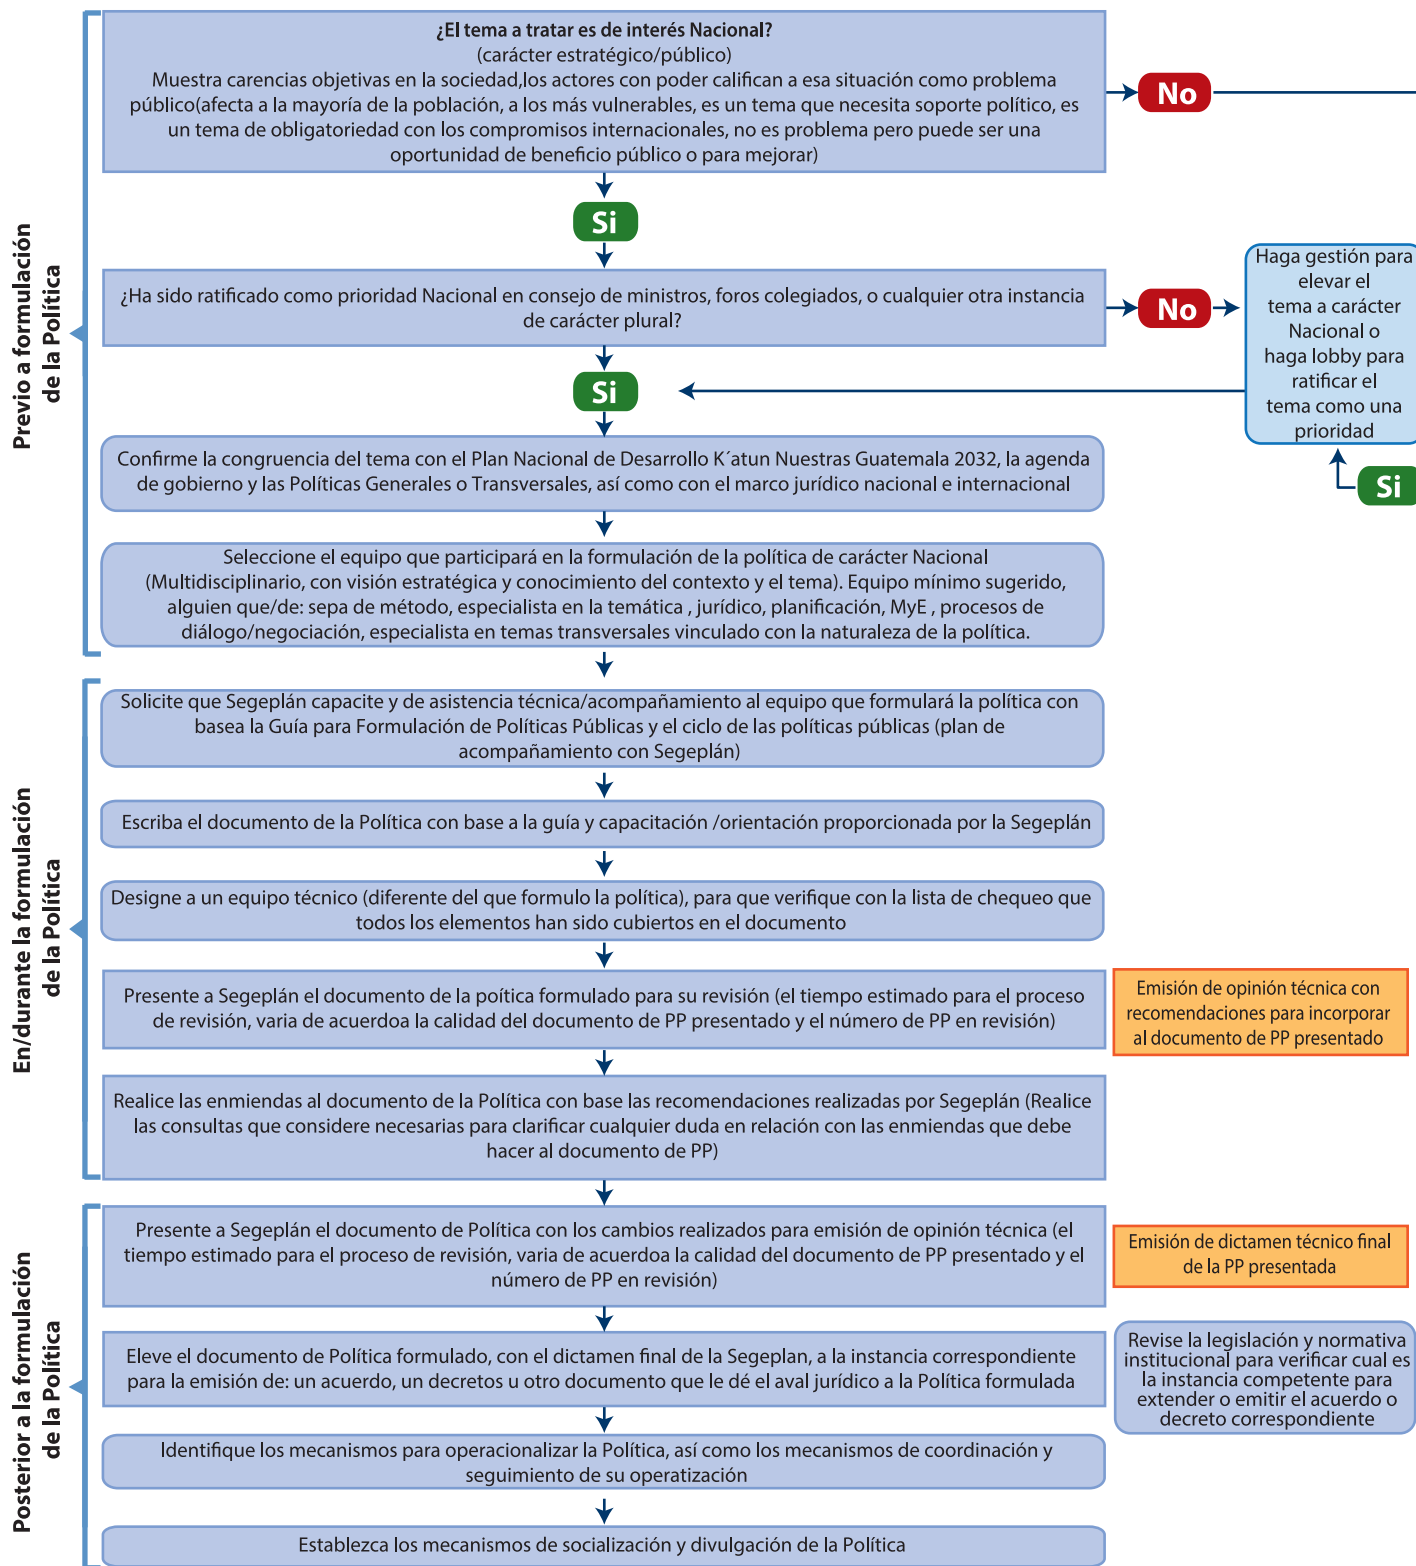 ¿El tema a tratar es de interés Nacional?
(carácter estratégico/público)
Muestra carencias objetivas en la sociedad,los actores con poder califican a esa situación como problema
público(afecta a la mayoría de la población, a los más vulnerables, es un tema que necesita soporte político, es
un tema de obligatoriedad con los compromisos internacionales, no es problema pero puede ser una
oportunidad de beneficio público o para mejorar)
No
Si
Previo a formulación
de la Política
¿Ha sido ratificado como prioridad Nacional en consejo de ministros, foros colegiados, o cualquier otra instancia
de carácter plural?
No
Haga gestión para
elevar el
tema a carácter
Nacional o
haga lobby para
ratificar el
tema como una
prioridad
Si
Si
Confirme la congruencia del tema con el Plan Nacional de Desarrollo K´atun Nuestras Guatemala 2032, la agenda
de gobierno y las Políticas Generales o Transversales, así como con el marco jurídico nacional e internacional
Seleccione el equipo que participará en la formulación de la política de carácter Nacional
(Multidisciplinario, con visión estratégica y conocimiento del contexto y el tema). Equipo mínimo sugerido,
alguien que/de: sepa de método, especialista en la temática , jurídico, planificación, MyE , procesos de
diálogo/negociación, especialista en temas transversales vinculado con la naturaleza de la política.
En/durante la formulación
de la Política
Solicite que Segeplán capacite y de asistencia técnica/acompañamiento al equipo que formulará la política con
basea la Guía para Formulación de Políticas Públicas y el ciclo de las políticas públicas (plan de
acompañamiento con Segeplán)
Escriba el documento de la Política con base a la guía y capacitación /orientación proporcionada por la Segeplán
Designe a un equipo técnico (diferente del que formulo la política), para que verifique con la lista de chequeo que
todos los elementos han sido cubiertos en el documento
Presente a Segeplán el documento de la poítica formulado para su revisión (el tiempo estimado para el proceso
de revisión, varia de acuerdoa la calidad del documento de PP presentado y el número de PP en revisión)
Emisión de opinión técnica con
recomendaciones para incorporar
al documento de PP presentado
Realice las enmiendas al documento de la Política con base las recomendaciones realizadas por Segeplán (Realice
las consultas que considere necesarias para clarificar cualquier duda en relación con las enmiendas que debe
hacer al documento de PP)
Posterior a la formulación
de la Política
Presente a Segeplán el documento de Política con los cambios realizados para emisión de opinión técnica (el
tiempo estimado para el proceso de revisión, varia de acuerdoa la calidad del documento de PP presentado y el
número de PP en revisión)
Emisión de dictamen técnico final
de la PP presentada
Eleve el documento de Política formulado, con el dictamen final de la Segeplan, a la instancia correspondiente
para la emisión de: un acuerdo, un decretos u otro documento que le dé el aval jurídico a la Política formulada
Revise la legislación y normativa
institucional para verificar cual es
la instancia competente para
extender o emitir el acuerdo o
decreto correspondiente
Identifique los mecanismos para operacionalizar la Política, así como los mecanismos de coordinación y
seguimiento de su operatización
Establezca los mecanismos de socialización y divulgación de la Política